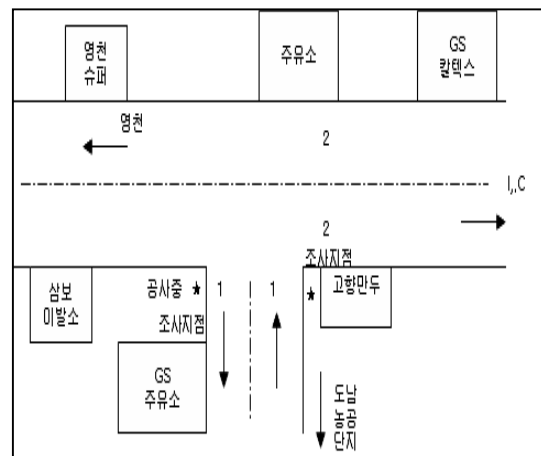 영천
슈퍼
주유소
GS
칼텍스
영천
2
I,.C
2
조사지점
삼보
이발소
공사중 ★
1
1
★
고향만두
조사지점
GS
주유소
도남
농공
단지